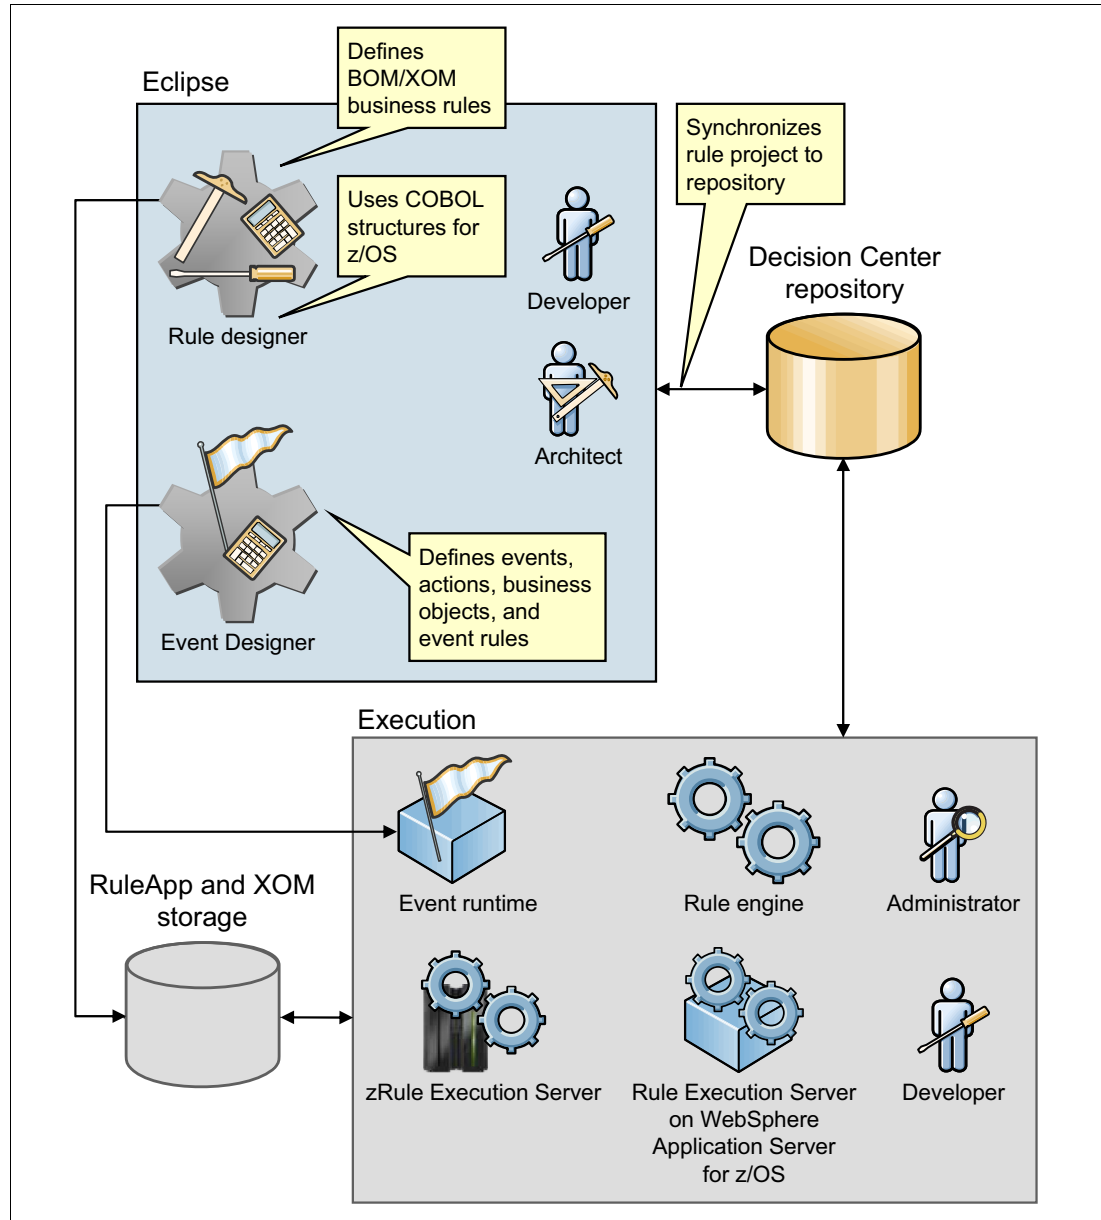 Eclipse
Defines
BOM/XOM
business rules
Uses COBOL
structures for
z/OS
Rule designer
Developer
Architect
Synchronizes
rule project to
repository
Decision Center
repository
Event Designer
Defines events,
actions, business
objects, and
event rules
Execution
Event runtime
Rule engine
Administrator
RuleApp and XOM
storage
zRule Execution Server
Rule Execution Server
on WebSphere
Application Server
for z/OS
Developer